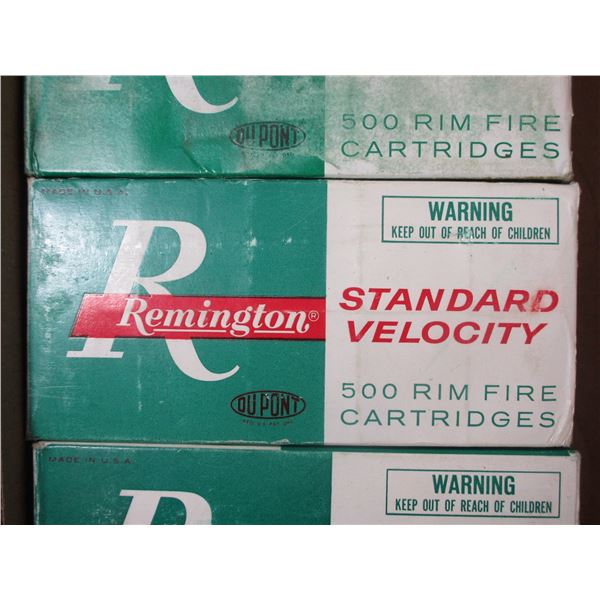 R
DU PONT
500 RIM FIRE
CARTRIDGES
MADE IN U.S.A.
R
Remington®
DU PONT
WARNING
KEEP OUT OF REACH OF CHILDREN
STANDARD
VELOCITY
500 RIM FIRE
CARTRIDGES
MADE IN U.S.A.
WARNING
KEEP OUT OF REACH OF CHILDREN